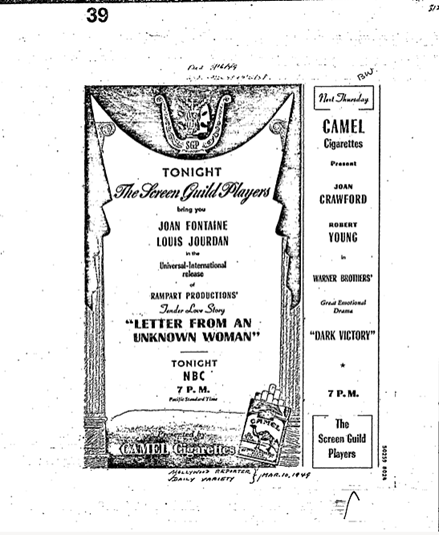 39
BW.
SGP
TONIGHT
The Screen Guild Players
bring you
JOAN FONTAINE
LOUIS JOURDAN
in the
Universal-International
release
of
RAMPART PRODUCTIONS'
Tender Love Story
"LETTER FROM AN
UNKNOWN WOMAN"
TONIGHT
NBC
7 P. M.
Pacific Standard Time
CAMEL
CAMEL Cigarettes
Next Thursday
CAMEL
Cigarettes
Present
JOAN
CRAWFORD
ROBERT
YOUNG
in
WARNER BROTHERS'
Great Emotional
Drama
"DARK VICTORY"
*
7 P. M.
The
Screen Guild
Players
HOLLYWOOD REPORTER
DAILY VARIETY } MAR. 10, 1949